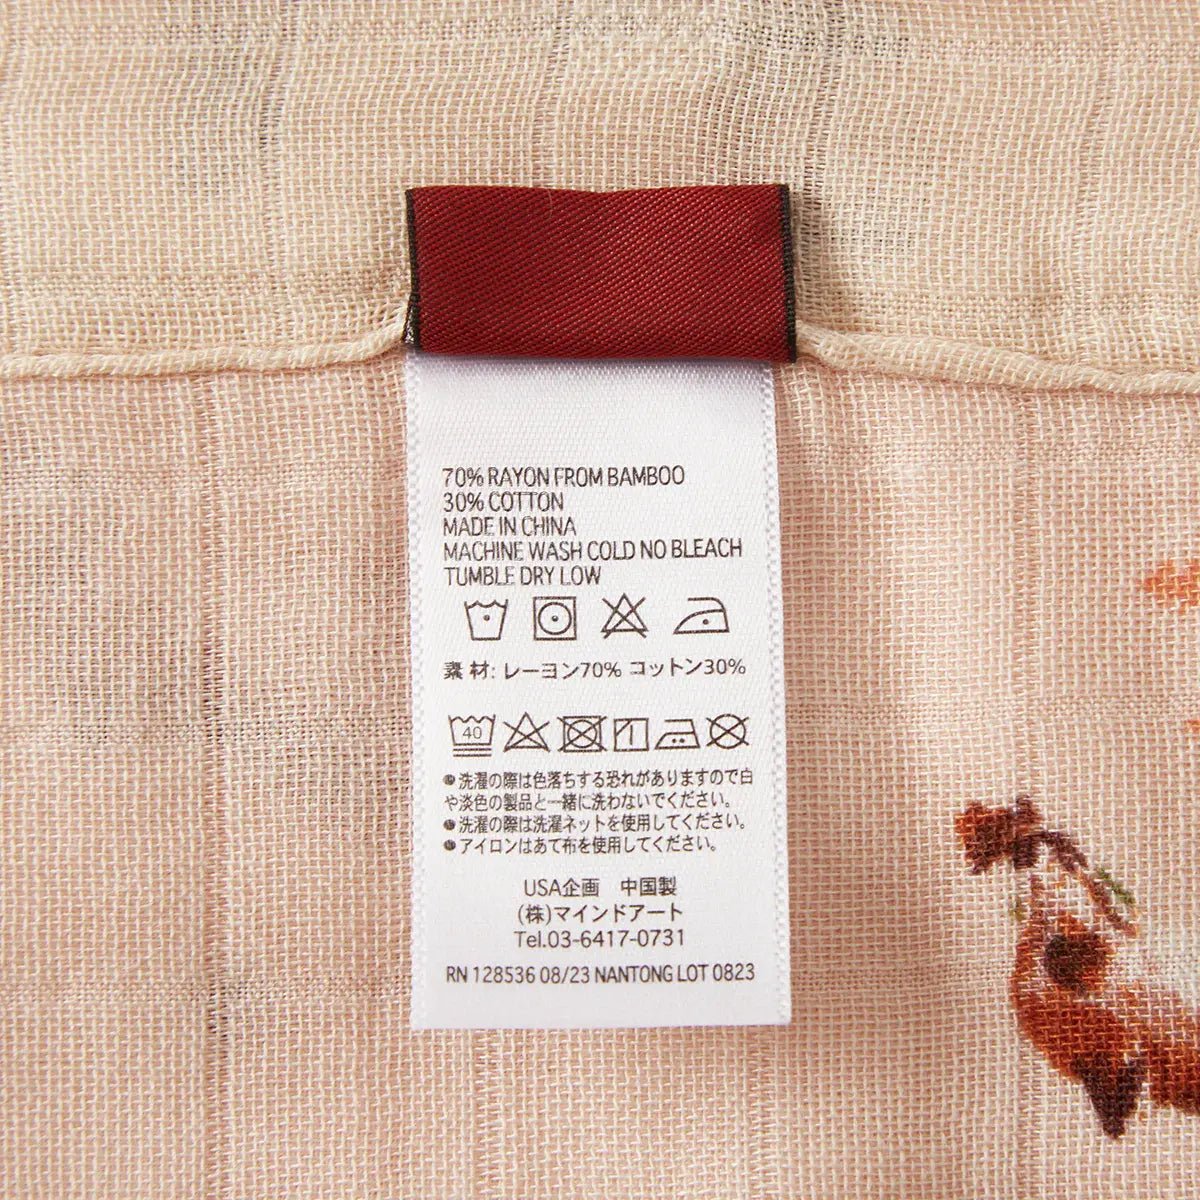 70% RAYON FROM BAMBOO
30% COTTON
MADE IN CHINA
MACHINE WASH COLD NO BLEACH
TUMBLE DRY LOW
素 材: レーヨン70% コットン30%
40
●洗濯の際は色落ちする恐れがありますので白
や淡色の製品と一緒に洗わないでください。
●洗濯の際は洗濯ネットを使用してください。
●アイロンはあて布を使用してください。
USA企画　中国製
(株)マインドアート
Tel.03-6417-0731
RN 128536 08/23 NANTONG LOT 0823